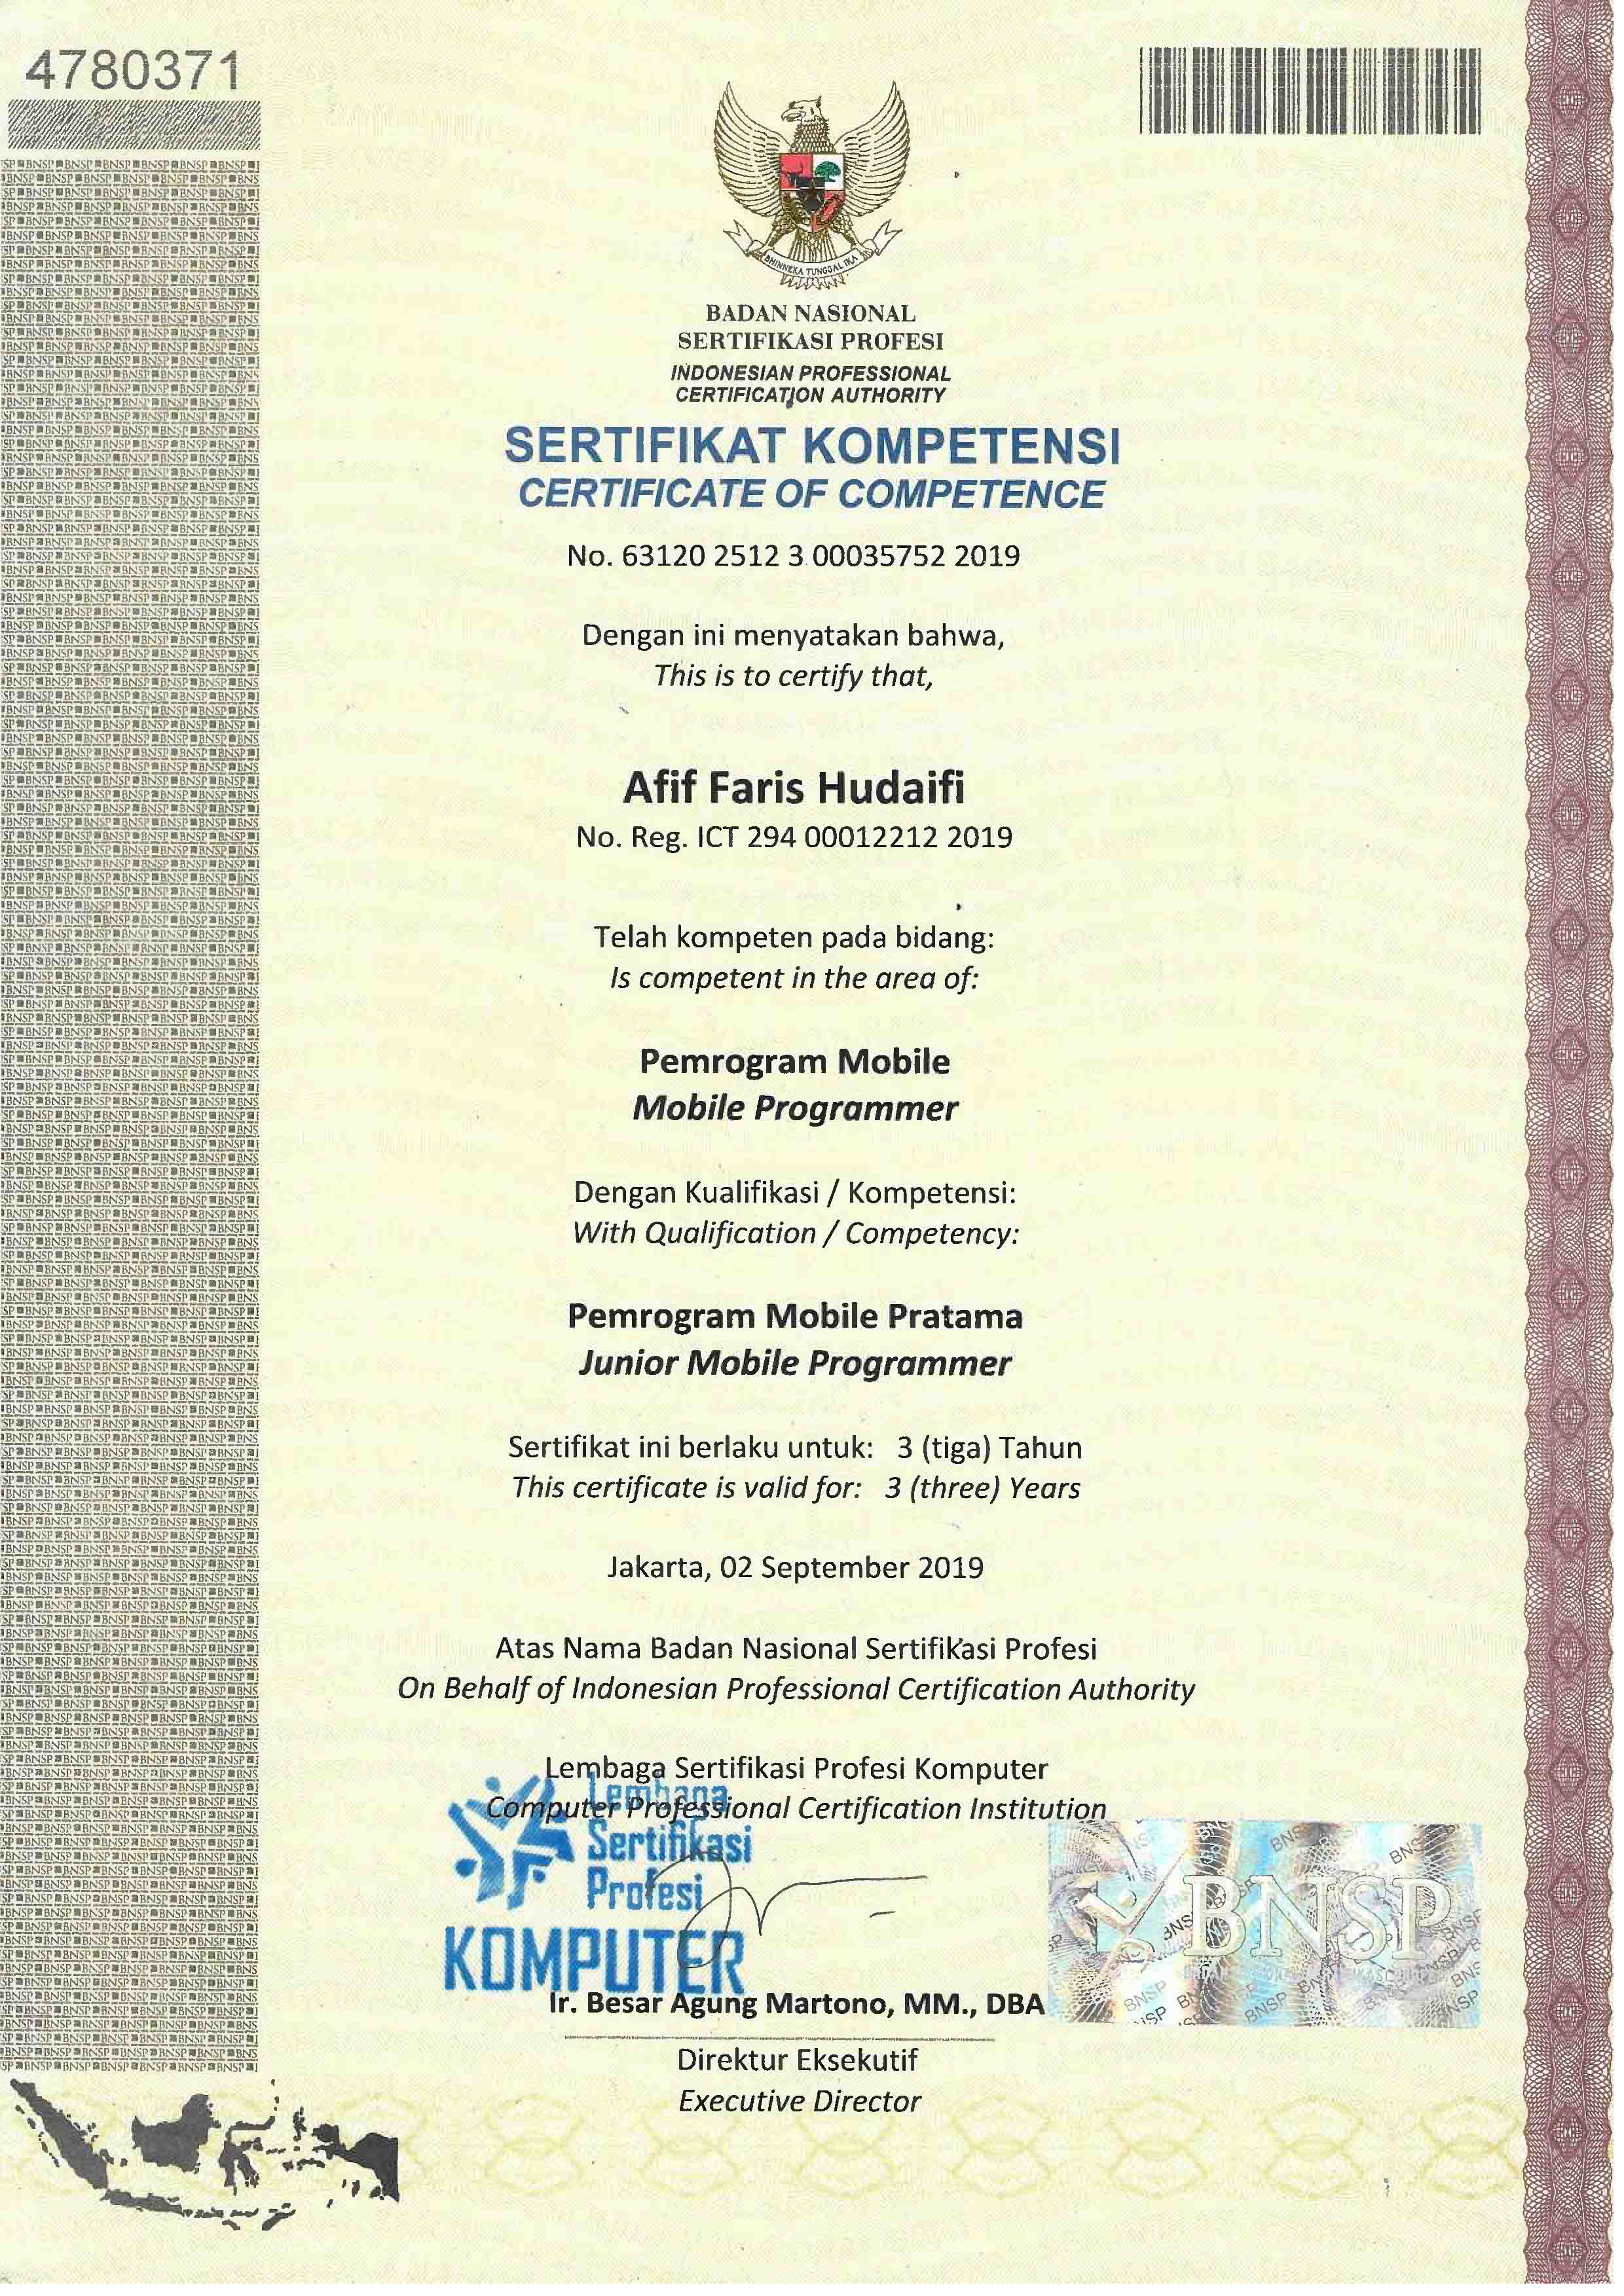 4780371
BHINNEKA TUNGGAL IKA
BADAN NASIONAL
SERTIFIKASI PROFESI
INDONESIAN PROFESSIONAL
CERTIFICATION AUTHORITY
SERTIFIKAT KOMPETENSI
CERTIFICATE OF COMPETENCE
No. 63120 2512 3 00035752 2019
Dengan ini menyatakan bahwa,
This is to certify that,
Afif Faris Hudaifi
No. Reg. ICT 294 00012212 2019
Telah kompeten pada bidang:
Is competent in the area of:
Pemrogram Mobile
Mobile Programmer
Dengan Kualifikasi / Kompetensi:
With Qualification / Competency:
Pemrogram Mobile Pratama
Junior Mobile Programmer
Sertifikat ini berlaku untuk: 3 (tiga) Tahun
This certificate is valid for: 3 (three) Years
Jakarta, 02 September 2019
Atas Nama Badan Nasional Sertifikasi Profesi
On Behalf of Indonesian Professional Certification Authority
Lembaga Sertifikasi Profesi Komputer
Computer Professional Certification Institution
Lembaga
Sertifikasi
Profesi
KOMPUTER
BNSP
Ir. Besar Agung Martono, MM., DBA
Direktur Eksekutif
Executive Director